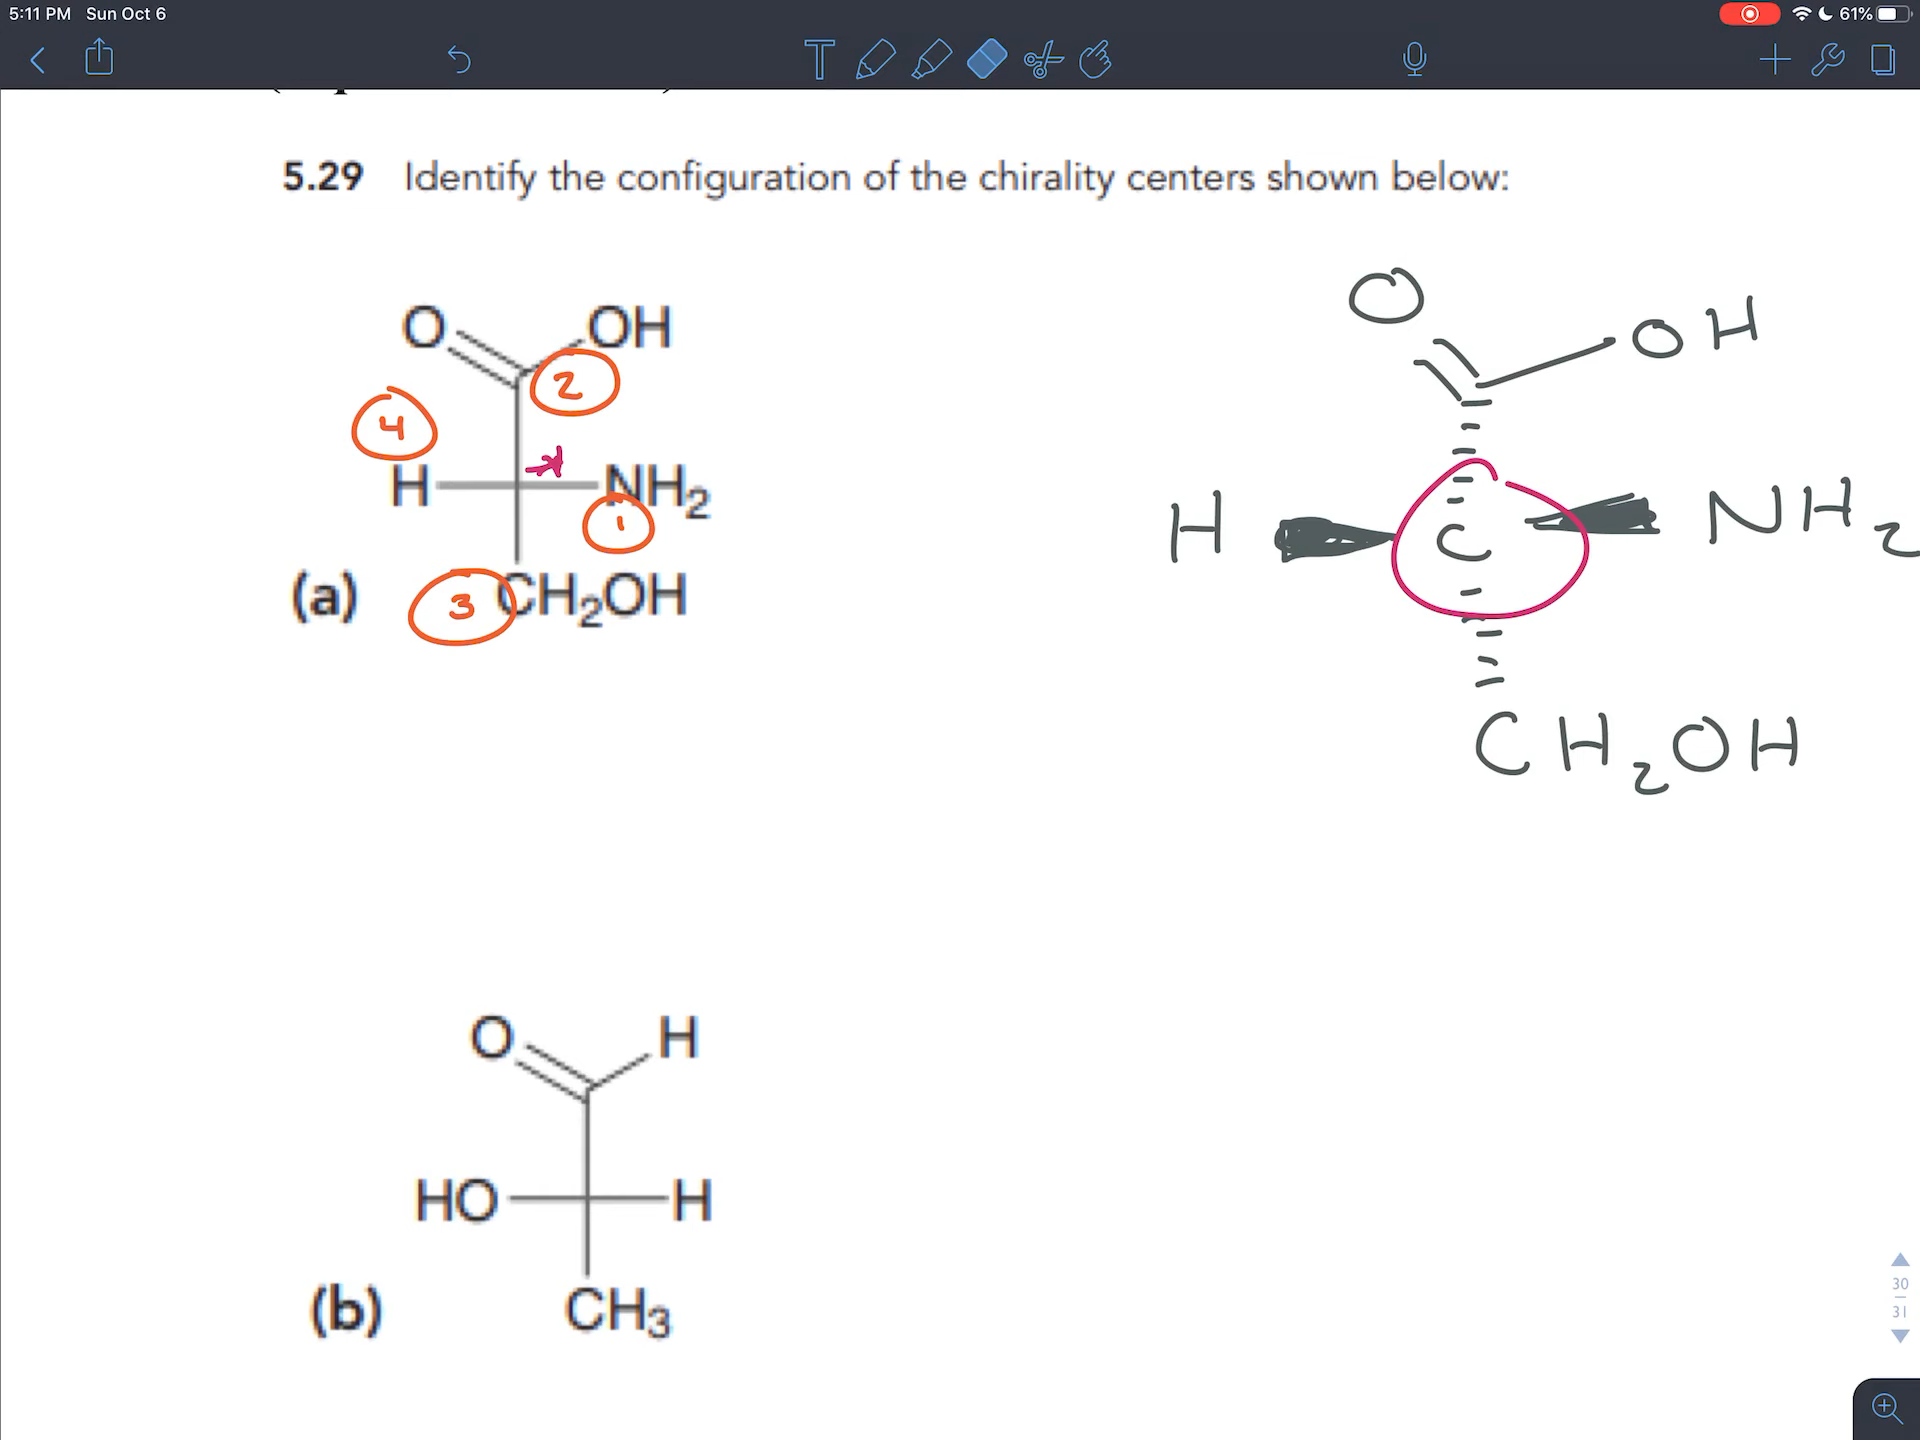 5:11 PM Sun Oct 6
61%
5.29 Identify the configuration of the chirality centers shown below:
O OH
2
4
H NH₂
1
(a) 3 CH₂OH
O
OH
H C NH₂
CH₂OH
O H
HO H
(b) CH₃
30
31